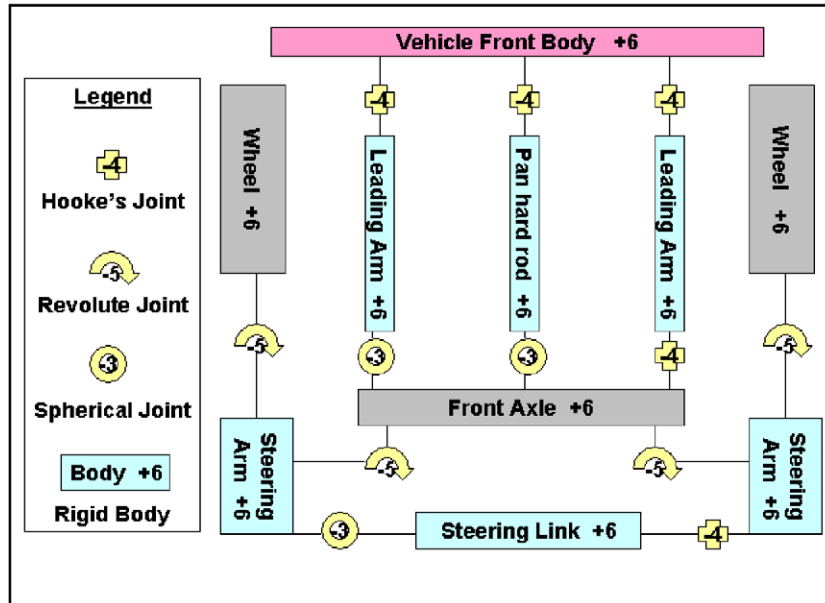 Vehicle Front Body +6
Legend
-4
Hooke's Joint
-5
Revolute Joint
-3
Spherical Joint
Body +6
Rigid Body
Wheel +6
-4
-4
-4
Wheel +6
Leading Arm +6
Pan hard rod +6
Leading Arm +6
-5
-3
-3
-4
-5
Front Axle +6
Steering
Arm +6
-5
-5
Steering
Arm +6
-3
Steering Link +6
-4